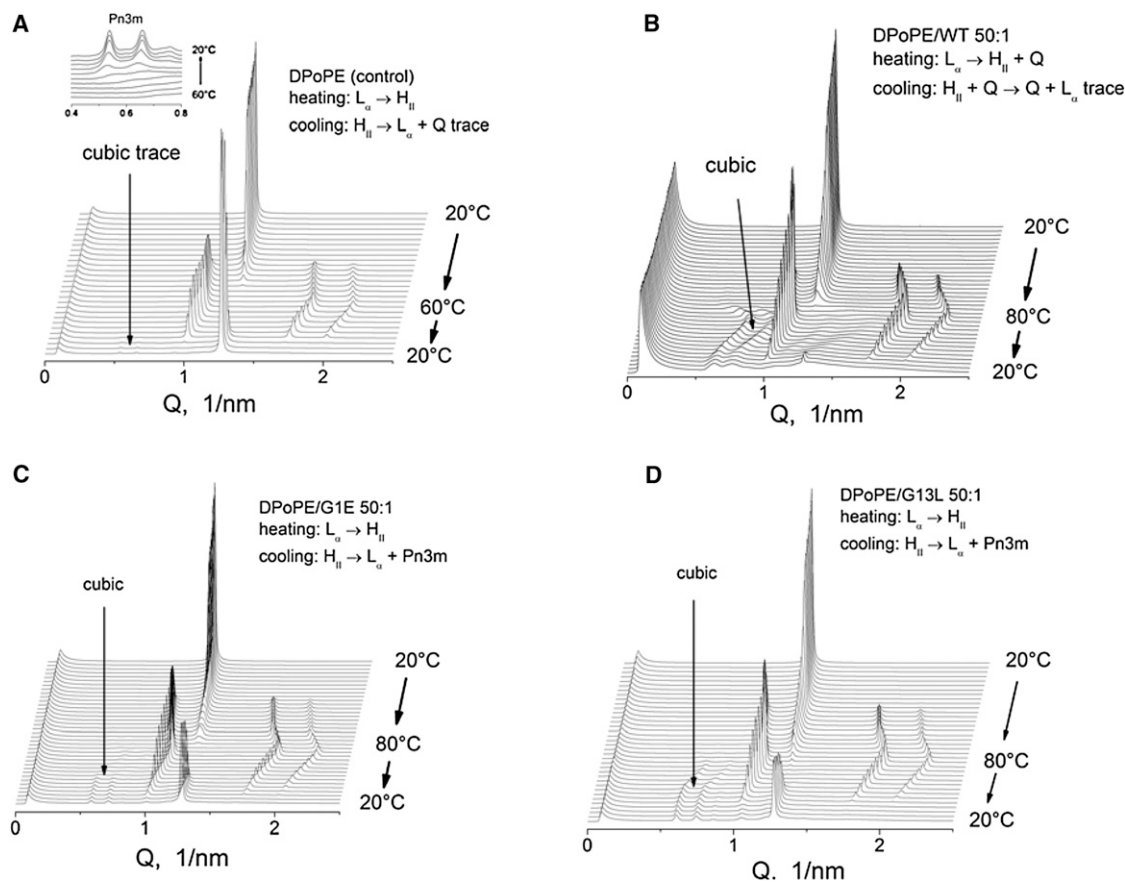 A
Pn3m
20°C
60°C
0.4 0.6 0.8
DPoPE (control)
heating: Lα → HII
cooling: HII → Lα + Q trace
cubic trace
20°C
60°C
20°C
0 1 2
Q, 1/nm
B
DPoPE/WT 50:1
heating: Lα → HII + Q
cooling: HII + Q → Q + Lα trace
cubic
20°C
80°C
20°C
0 1 2
Q, 1/nm
C
DPoPE/G1E 50:1
heating: Lα → HII
cooling: HII → Lα + Pn3m
cubic
20°C
80°C
20°C
0 1 2
Q, 1/nm
D
DPoPE/G13L 50:1
heating: Lα → HII
cooling: HII → Lα + Pn3m
cubic
20°C
80°C
20°C
0 1 2
Q. 1/nm